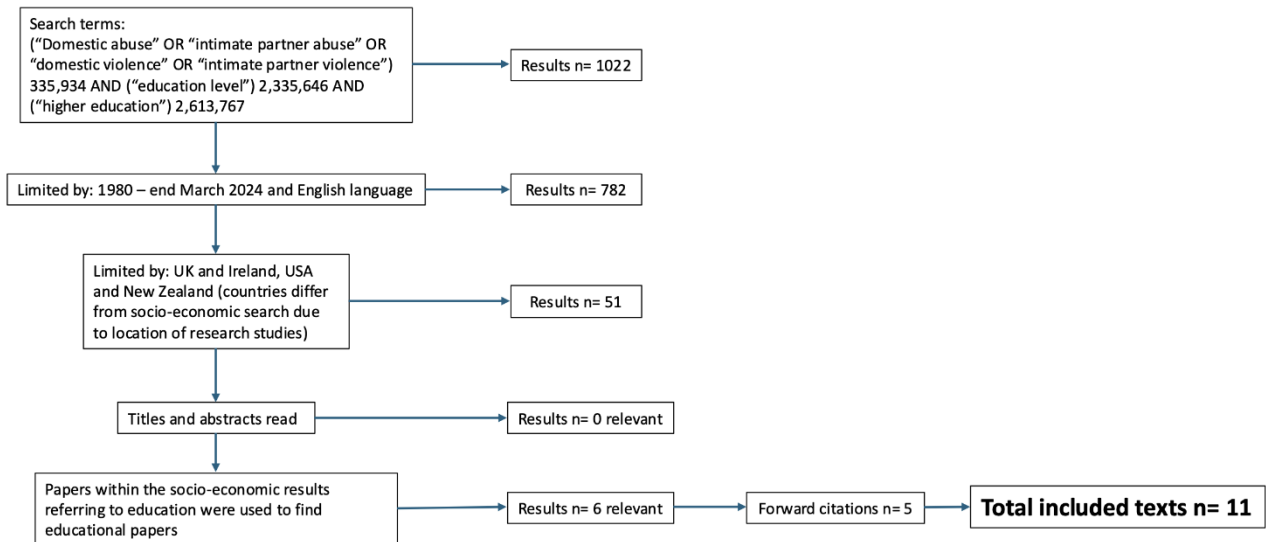 Search terms:
(“Domestic abuse” OR “intimate partner abuse” OR
“domestic violence” OR “intimate partner violence”)
335,934 AND (“education level”) 2,335,646 AND
(“higher education”) 2,613,767
Results n= 1022
Limited by: 1980 – end March 2024 and English language
Results n= 782
Limited by: UK and Ireland, USA
and New Zealand (countries differ
from socio-economic search due
to location of research studies)
Results n= 51
Titles and abstracts read
Results n= 0 relevant
Papers within the socio-economic results
referring to education were used to find
educational papers
Results n= 6 relevant
Forward citations n= 5
Total included texts n= 11